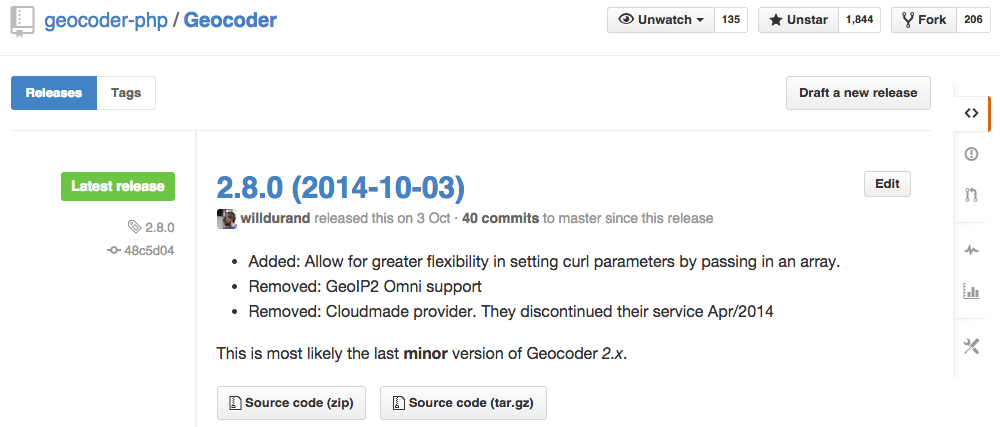 geocoder-php / Geocoder
Unwatch 135
Unstar 1,844
Fork 206
Releases Tags
Draft a new release
Latest release
2.8.0
48c5d04
2.8.0 (2014-10-03)
Edit
willdurand released this on 3 Oct · 40 commits to master since this release
• Added: Allow for greater flexibility in setting curl parameters by passing in an array.
• Removed: GeoIP2 Omni support
• Removed: Cloudmade provider. They discontinued their service Apr/2014
This is most likely the last minor version of Geocoder 2.x.
Source code (zip)
Source code (tar.gz)